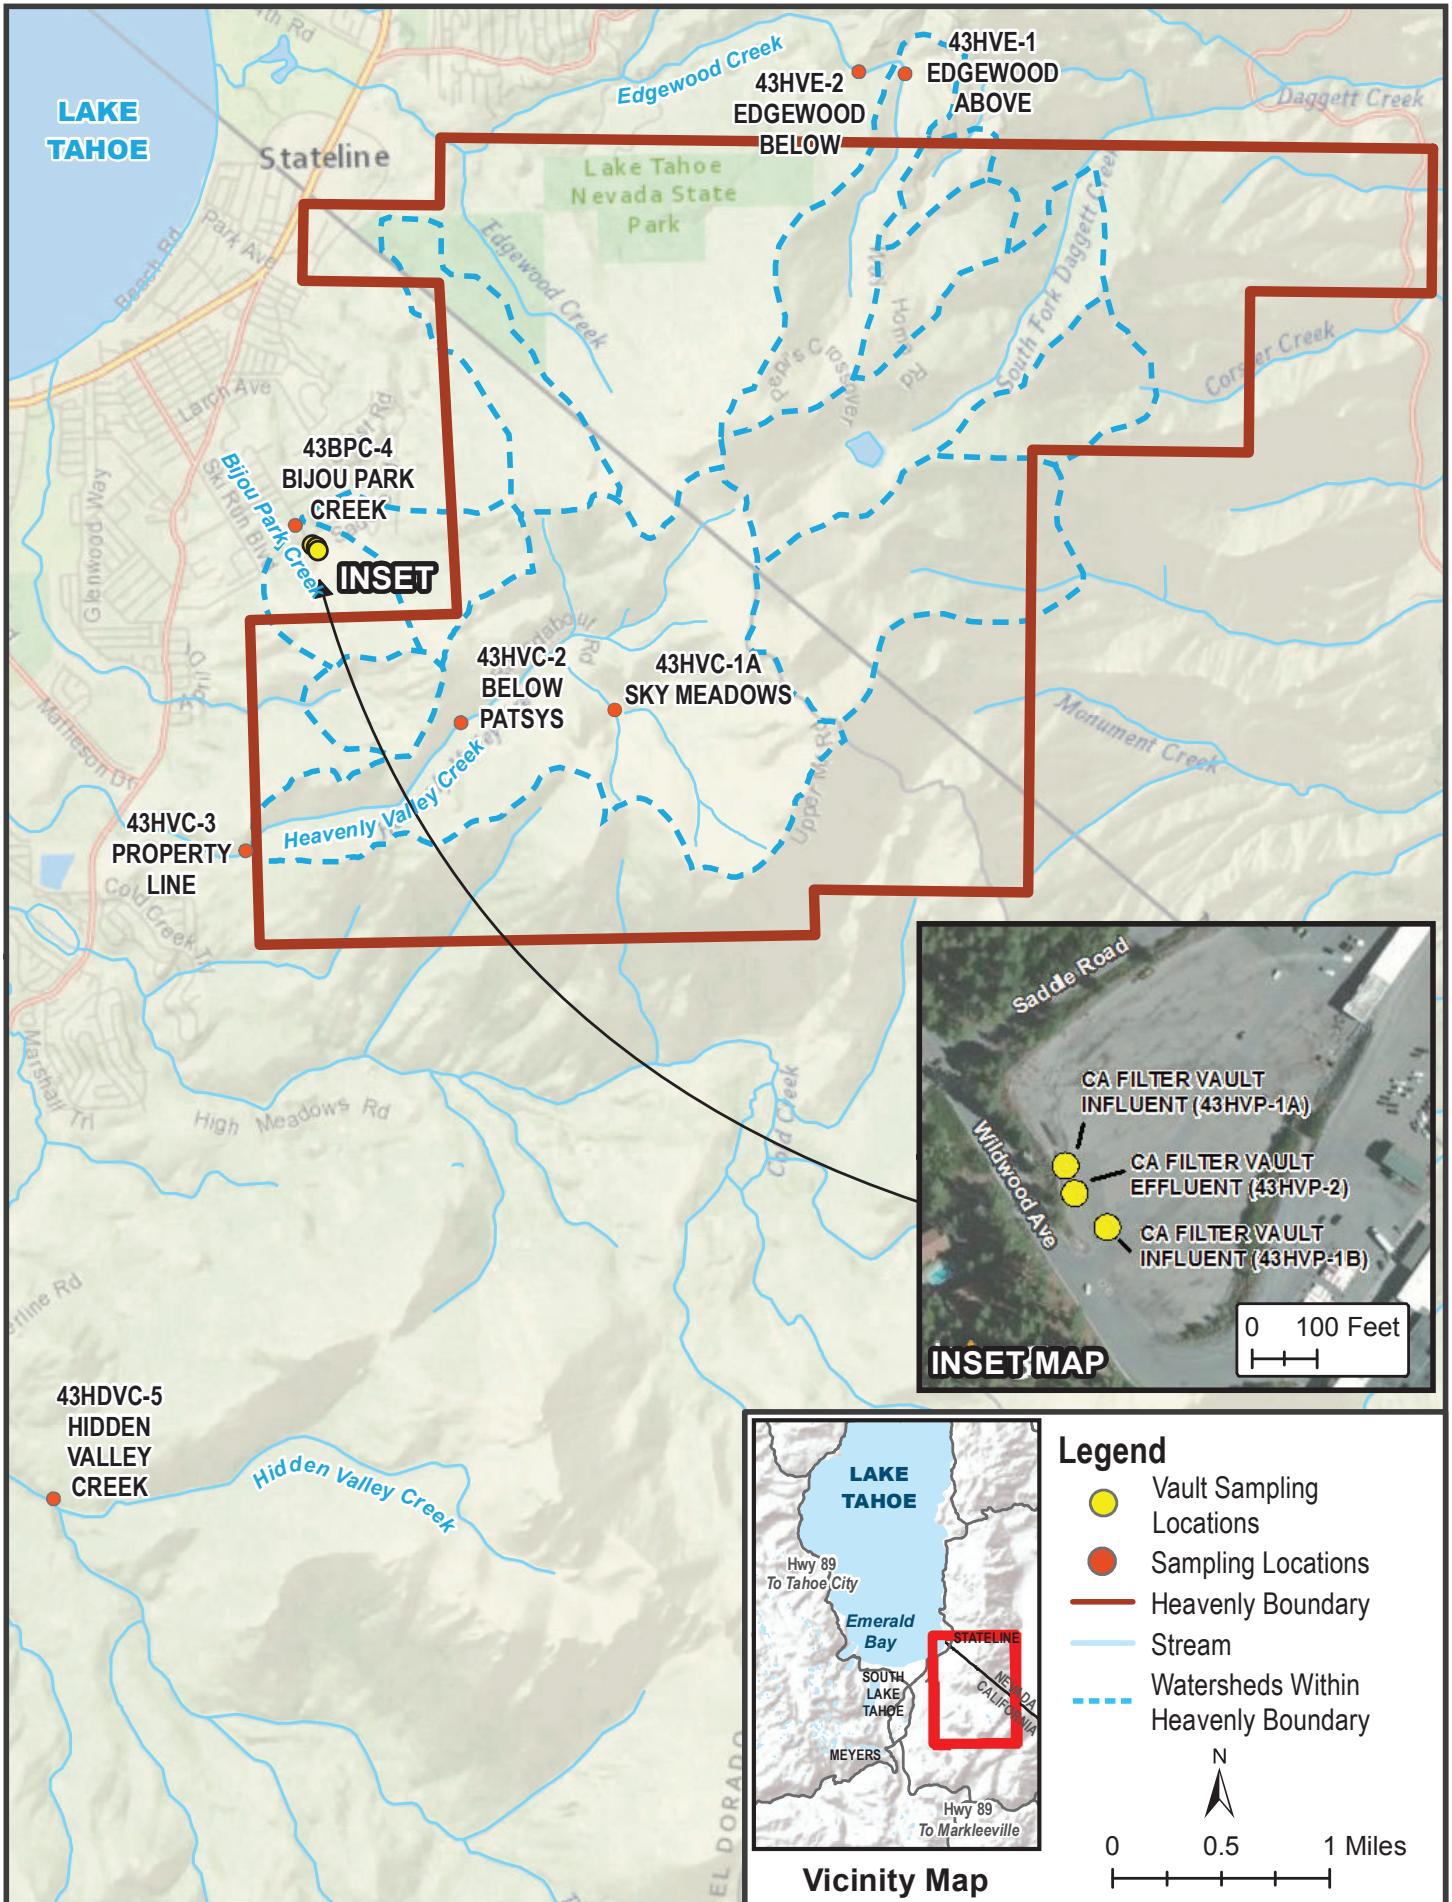 LAKE
TAHOE
Stateline
Edgewood Creek
43HVE-2
EDGEWOOD
BELOW
43HVE-1
EDGEWOOD
ABOVE
Daggett Creek
Lake Tahoe
Nevada State
Park
Park Ave
Beach Rd
Edgewood Creek
South Fork Daggett Creek
Pepi's Crossover
Corsser Creek
Larch Ave
Glenwood Way
Ski Run Blvd
43BPC-4
BIJOU PARK
CREEK
Bijou Park Creek
INSET
April Dr
Matheson Dr
43HVC-2
BELOW
PATSYS
43HVC-1A
SKY MEADOWS
Monument Creek
Heavenly Valley Creek
43HVC-3
PROPERTY
LINE
Cold Creek Trl
Marshall Trl
High Meadows Rd
Cold Creek
Saddle Road
Wildwood Ave
CA FILTER VAULT
INFLUENT (43HVP-1A)
CA FILTER VAULT
EFFLUENT (43HVP-2)
CA FILTER VAULT
INFLUENT (43HVP-1B)
0 100 Feet
INSET MAP
43HDVC-5
HIDDEN
VALLEY
CREEK
Hidden Valley Creek
EL DORADO
LAKE
TAHOE
Hwy 89
To Tahoe City
Emerald
Bay
STATELINE
SOUTH
LAKE
TAHOE
NEVADA
CALIFORNIA
MEYERS
Hwy 89
To Markleeville
Vicinity Map
Legend
Vault Sampling
Locations
Sampling Locations
Heavenly Boundary
Stream
Watersheds Within
Heavenly Boundary
N
0 0.5 1 Miles